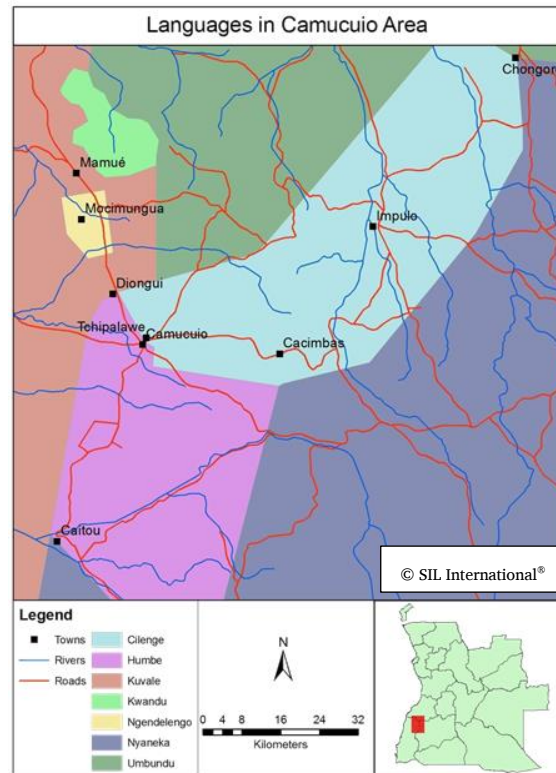 Languages in Camucuio Area
Chongor
Mamué
Mocimungua
Impulo
Diongui
Tchipalawe
Camucuio
Cacimbas
Caitou
© SIL International®
Legend
Towns
Rivers
Roads
Cilenge
Humbe
Kuvale
Kwandu
Ngendelengo
Nyaneka
Umbundu
N
0 4 8 16 24 32
Kilometers